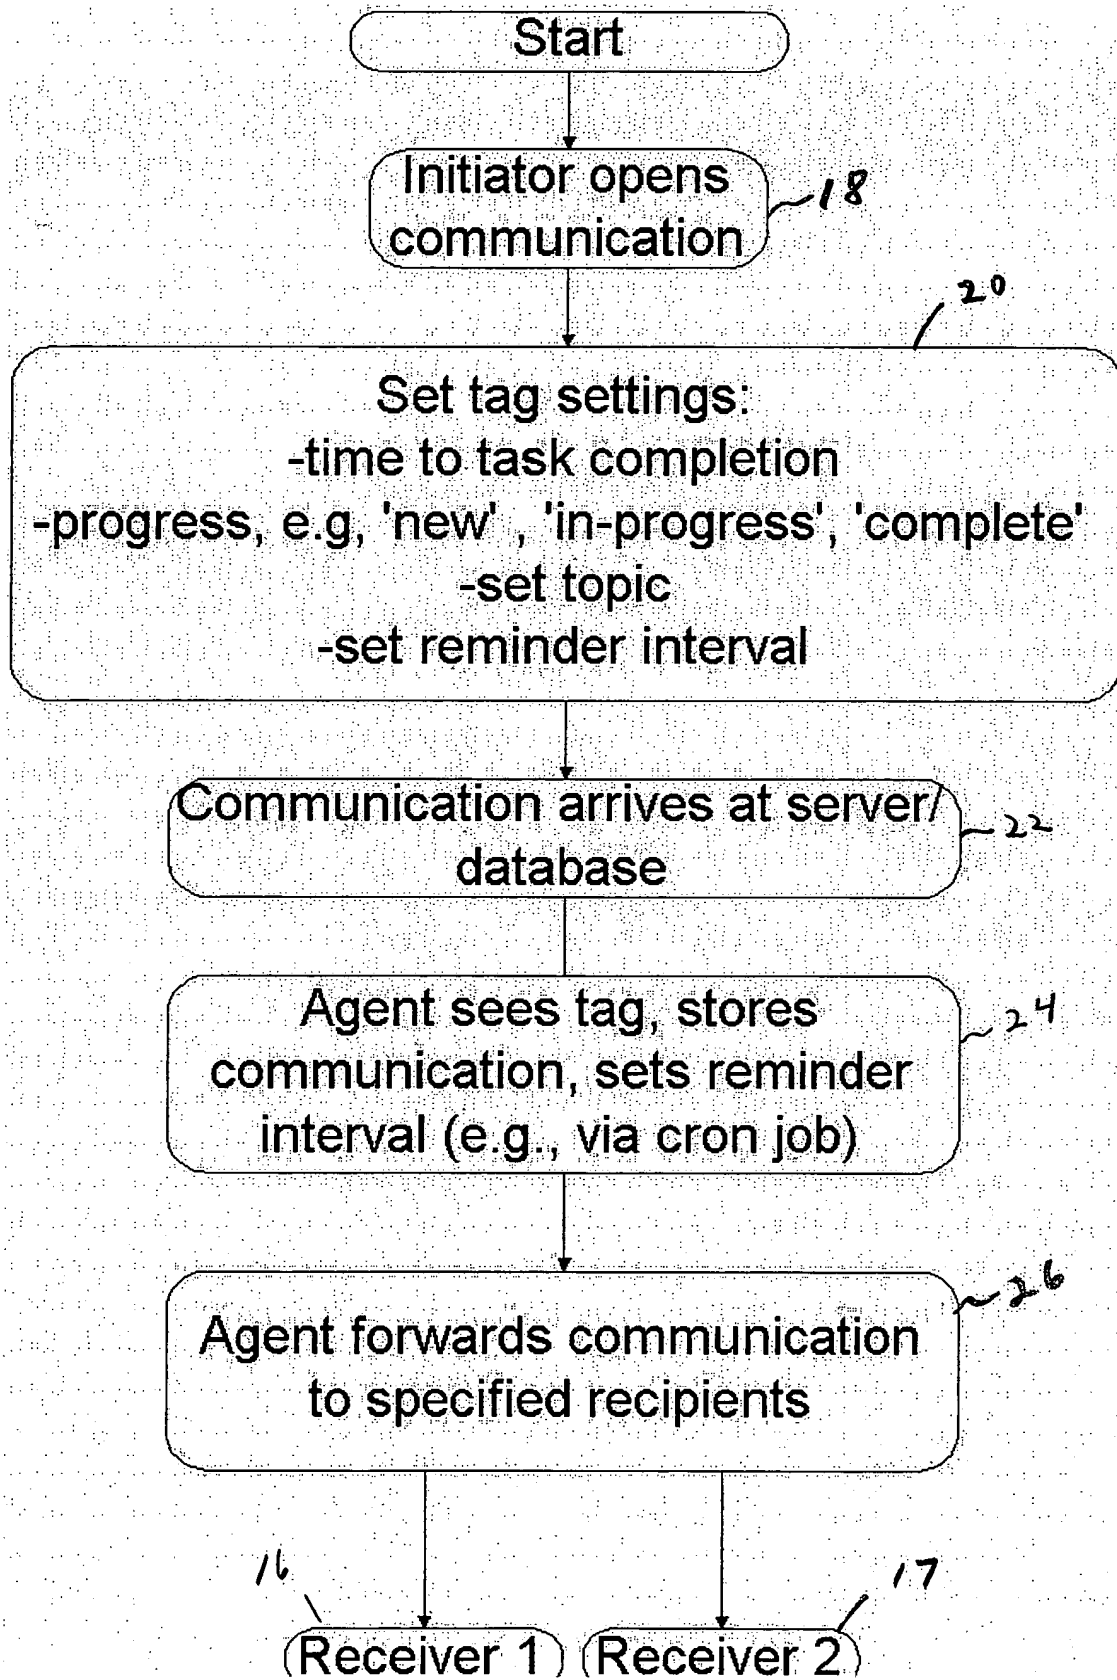 Start
Initiator opens
communication
18
20
Set tag settings:
-time to task completion
-progress, e.g, 'new' , 'in-progress', 'complete'
-set topic
-set reminder interval
Communication arrives at server/
database
22
Agent sees tag, stores
communication, sets reminder
interval (e.g., via cron job)
24
Agent forwards communication
to specified recipients
26
16
17
Receiver 1
Receiver 2